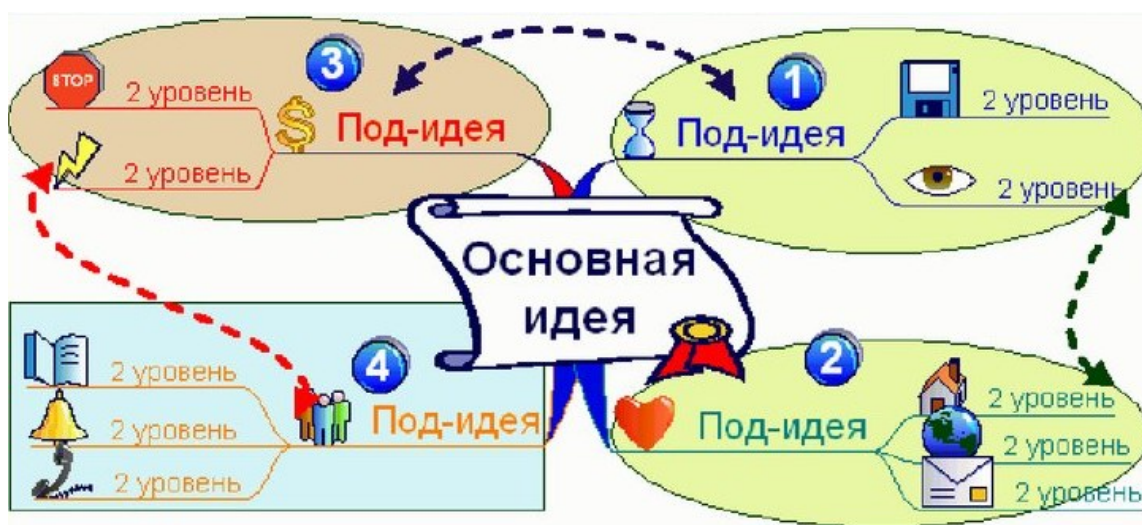 STOP
2 уровень
2 уровень
3
Под-идея
1
Под-идея
2 уровень
2 уровень
Основная
идея
2 уровень
2 уровень
2 уровень
4
Под-идея
2
Под-идея
2 уровень
2 уровень
2 уровень